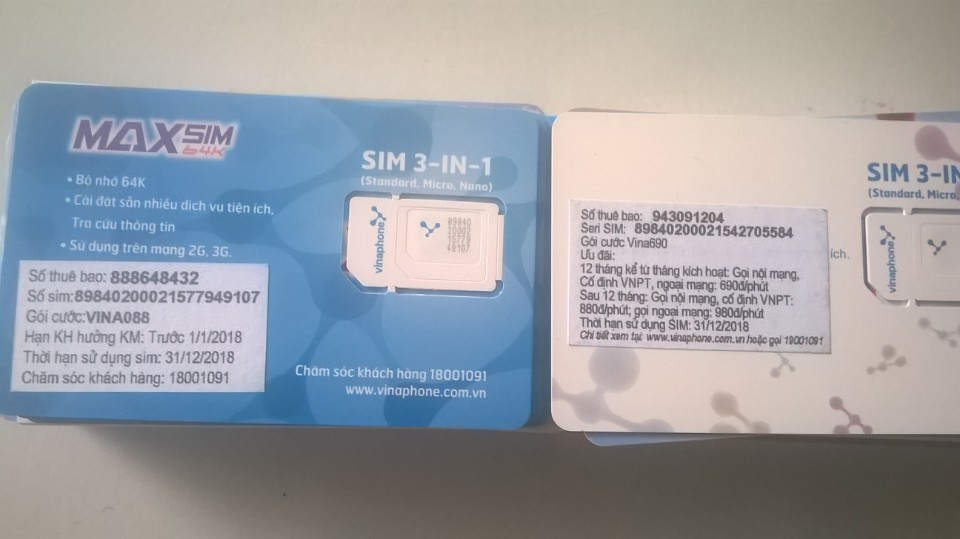 MAXSIM
64K
• Bộ nhớ 64K
• Cài đặt sẵn nhiều dịch vụ tiện ích,
Tra cứu thông tin
• Sử dụng trên mạng 2G, 3G.
SIM 3-IN-1
(Standard, Micro, Nano)
vinaphone
89840
20002
15779
49107
Số thuê bao: 888648432
Số sim:89840200021577949107
Gói cước:VINA088
Hạn KH hưởng KM: Trước 1/1/2018
Thời hạn sử dụng sim: 31/12/2018
Chăm sóc khách hàng: 18001091
Chăm sóc khách hàng 18001091
www.vinaphone.com.vn
SIM 3-IN
(Standard, Micro,
vinaphone
ích.
Số thuê bao: 943091204
Seri SIM: 89840200021542705584
Gói cước Vina690
Ưu đãi:
12 tháng kể từ tháng kích hoạt: Gọi nội mạng,
Cố định VNPT, ngoại mạng: 690đ/phút
Sau 12 tháng: Gọi nội mạng, cố định VNPT:
880đ/phút; gọi ngoại mạng: 980đ/phút
Thời hạn sử dụng SIM: 31/12/2018
Chi tiết xem tại: www.vinaphone.com.vn hoặc gọi 18001091